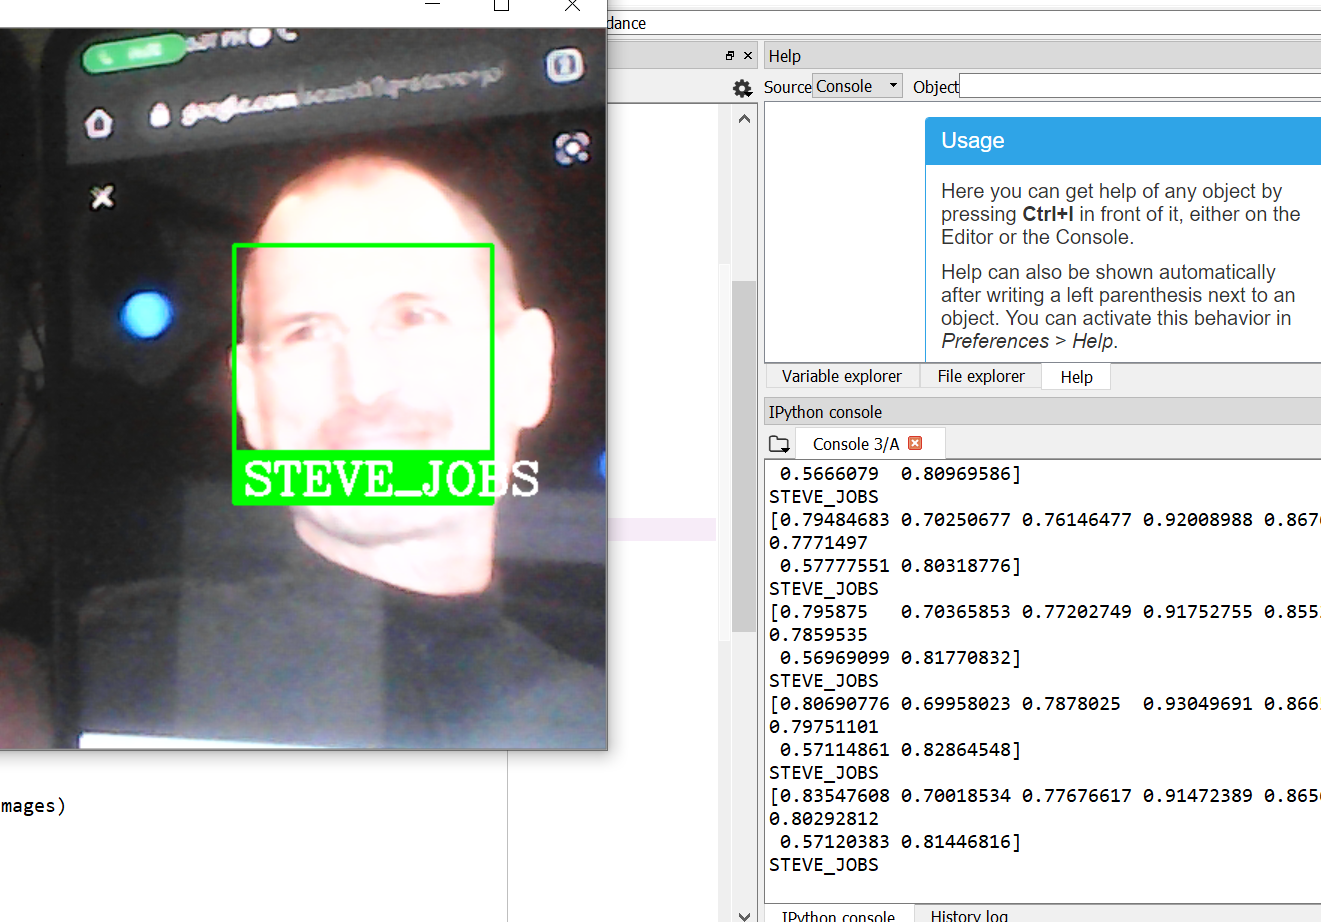 dance
Help
Source Console Object
google.com/search?q=steve+jo
Usage
Here you can get help of any object by
pressing Ctrl+I in front of it, either on the
Editor or the Console.
Help can also be shown automatically
after writing a left parenthesis next to an
object. You can activate this behavior in
Preferences > Help.
Variable explorer File explorer Help
IPython console
Console 3/A
STEVE_JOBS
0.5666079 0.80969586]
STEVE_JOBS
[0.79484683 0.70250677 0.76146477 0.92008988 0.867
0.7771497
0.57777551 0.80318776]
STEVE_JOBS
[0.795875 0.70365853 0.77202749 0.91752755 0.855
0.7859535
0.56969099 0.81770832]
STEVE_JOBS
[0.80690776 0.69958023 0.7878025 0.93049691 0.866
0.79751101
0.57114861 0.82864548]
STEVE_JOBS
[0.83547608 0.70018534 0.77676617 0.91472389 0.865
0.80292812
0.57120383 0.81446816]
STEVE_JOBS
mages)
IPython console History log